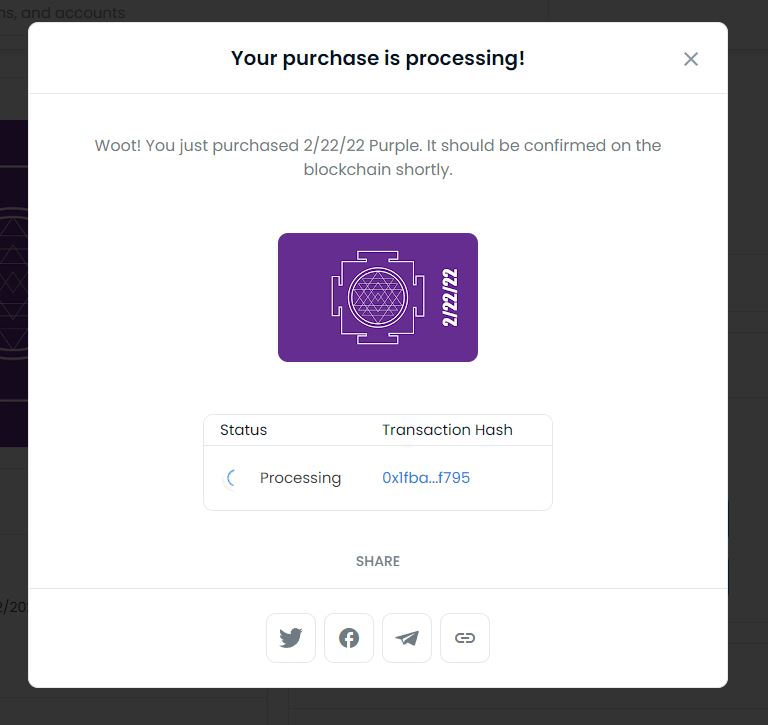 ns, and accounts
Your purchase is processing!
Woot! You just purchased 2/22/22 Purple. It should be confirmed on the
blockchain shortly.
2/22/22
Status Transaction Hash
Processing 0x1fba...f795
SHARE
2/20